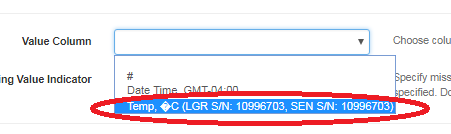 Value Column
Choose colu
#
Date Time, GMT-04:00
ing Value Indicator
Specify miss
Temp, �C (LGR S/N: 10996703, SEN S/N: 10996703)
specified. Do